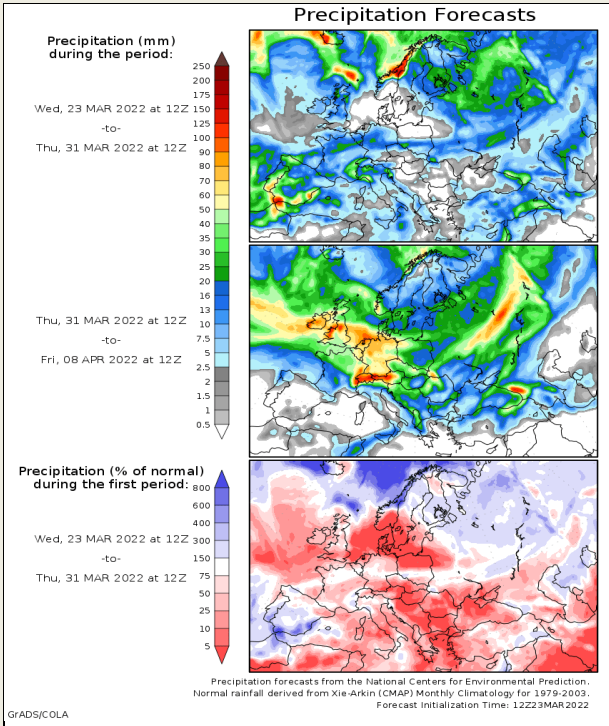 Precipitation Forecasts
Precipitation (mm)
during the period:
Wed, 23 MAR 2022 at 12Z
-to-
Thu, 31 MAR 2022 at 12Z
250
200
175
150
125
100
90
80
70
60
50
40
35
30
25
20
16
13
10
7.5
5
2.5
2
1.5
1
0.5
Thu, 31 MAR 2022 at 12Z
-to-
Fri, 08 APR 2022 at 12Z
Precipitation (% of normal)
during the first period:
Wed, 23 MAR 2022 at 12Z
-to-
Thu, 31 MAR 2022 at 12Z
800
600
400
300
150
75
50
25
10
5
Precipitation forecasts from the National Centers for Environmental Prediction.
Normal rainfall derived from Xie-Arkin (CMAP) Monthly Climatology for 1979-2003.
Forecast Initialization Time: 12Z23MAR2022
GrADS/COLA